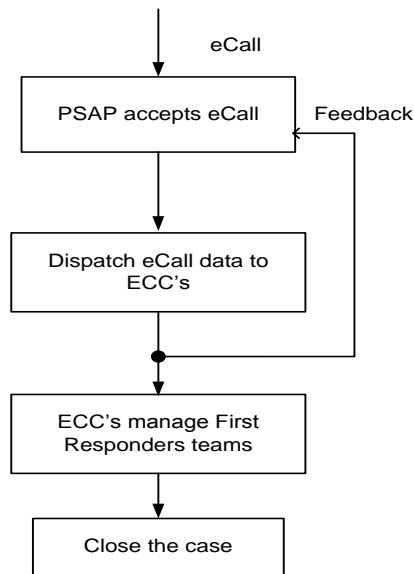 eCall
PSAP accepts eCall
Feedback
Dispatch eCall data to
ECC's
ECC's manage First
Responders teams
Close the case